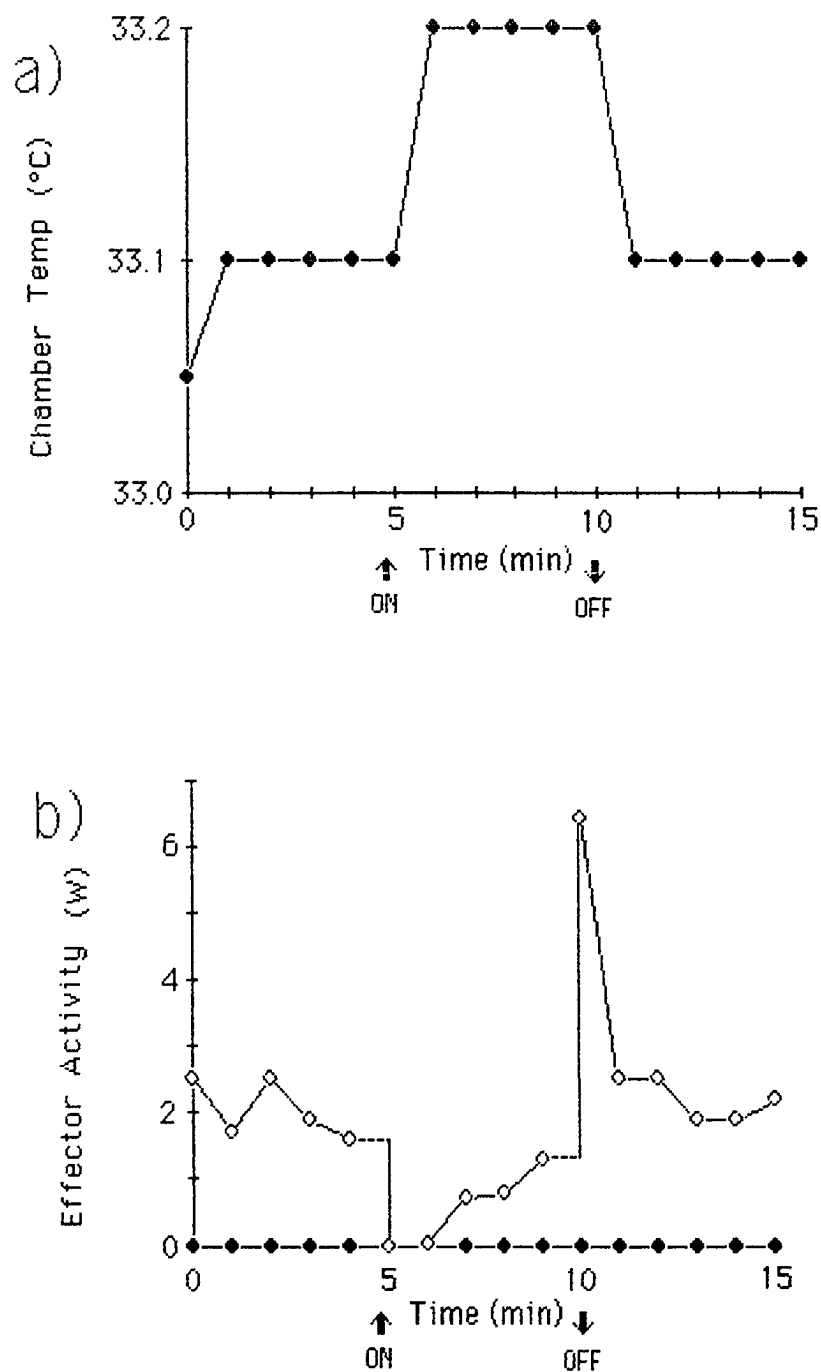 a)
Chamber Temp (°C)
33.2
33.1
33.0
0 5 10 15
Time (min)
ON OFF
b)
Effector Activity (W)
6
4
2
0
0 5 10 15
Time (min)
ON OFF